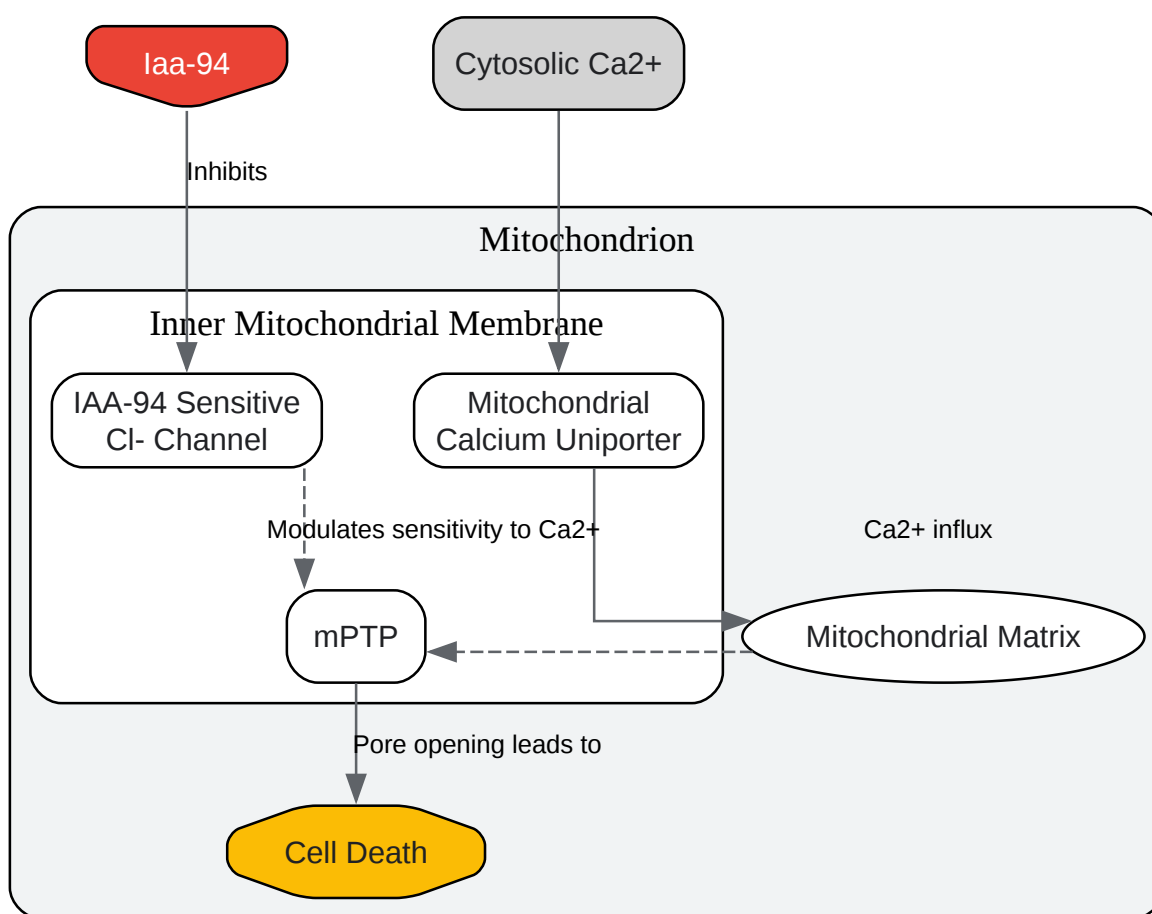 Iaa-94
Cytosolic Ca2+
Inhibits
Mitochondrion
Inner Mitochondrial Membrane
IAA-94 Sensitive
Cl- Channel
Mitochondrial
Calcium Uniporter
Modulates sensitivity to Ca2+
Ca2+ influx
mPTP
Mitochondrial Matrix
Pore opening leads to
Cell Death